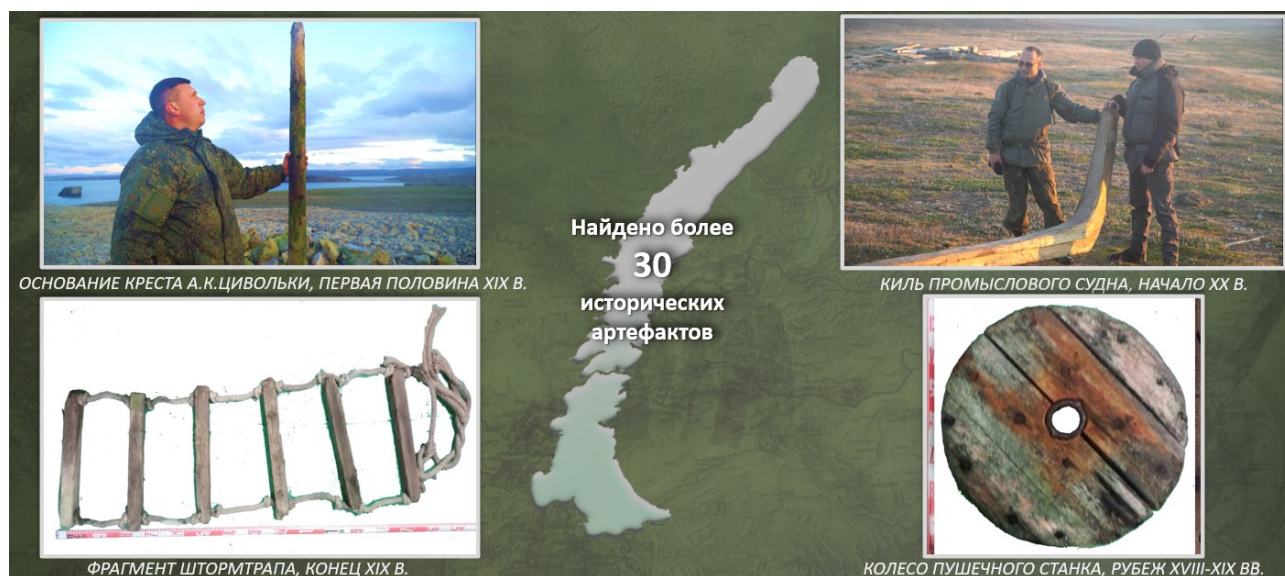 Найдено более
30
исторических
артефактов
ОСНОВАНИЕ КРЕСТА А.К.ЦИВОЛЬКИ, ПЕРВАЯ ПОЛОВИНА XIX В.
КИЛЬ ПРОМЫСЛОВОГО СУДНА, НАЧАЛО XX В.
ФРАГМЕНТ ШТОРМТРАПА, КОНЕЦ XIX В.
КОЛЕСО ПУШЕЧНОГО СТАНКА, РУБЕЖ XVIII-XIX ВВ.